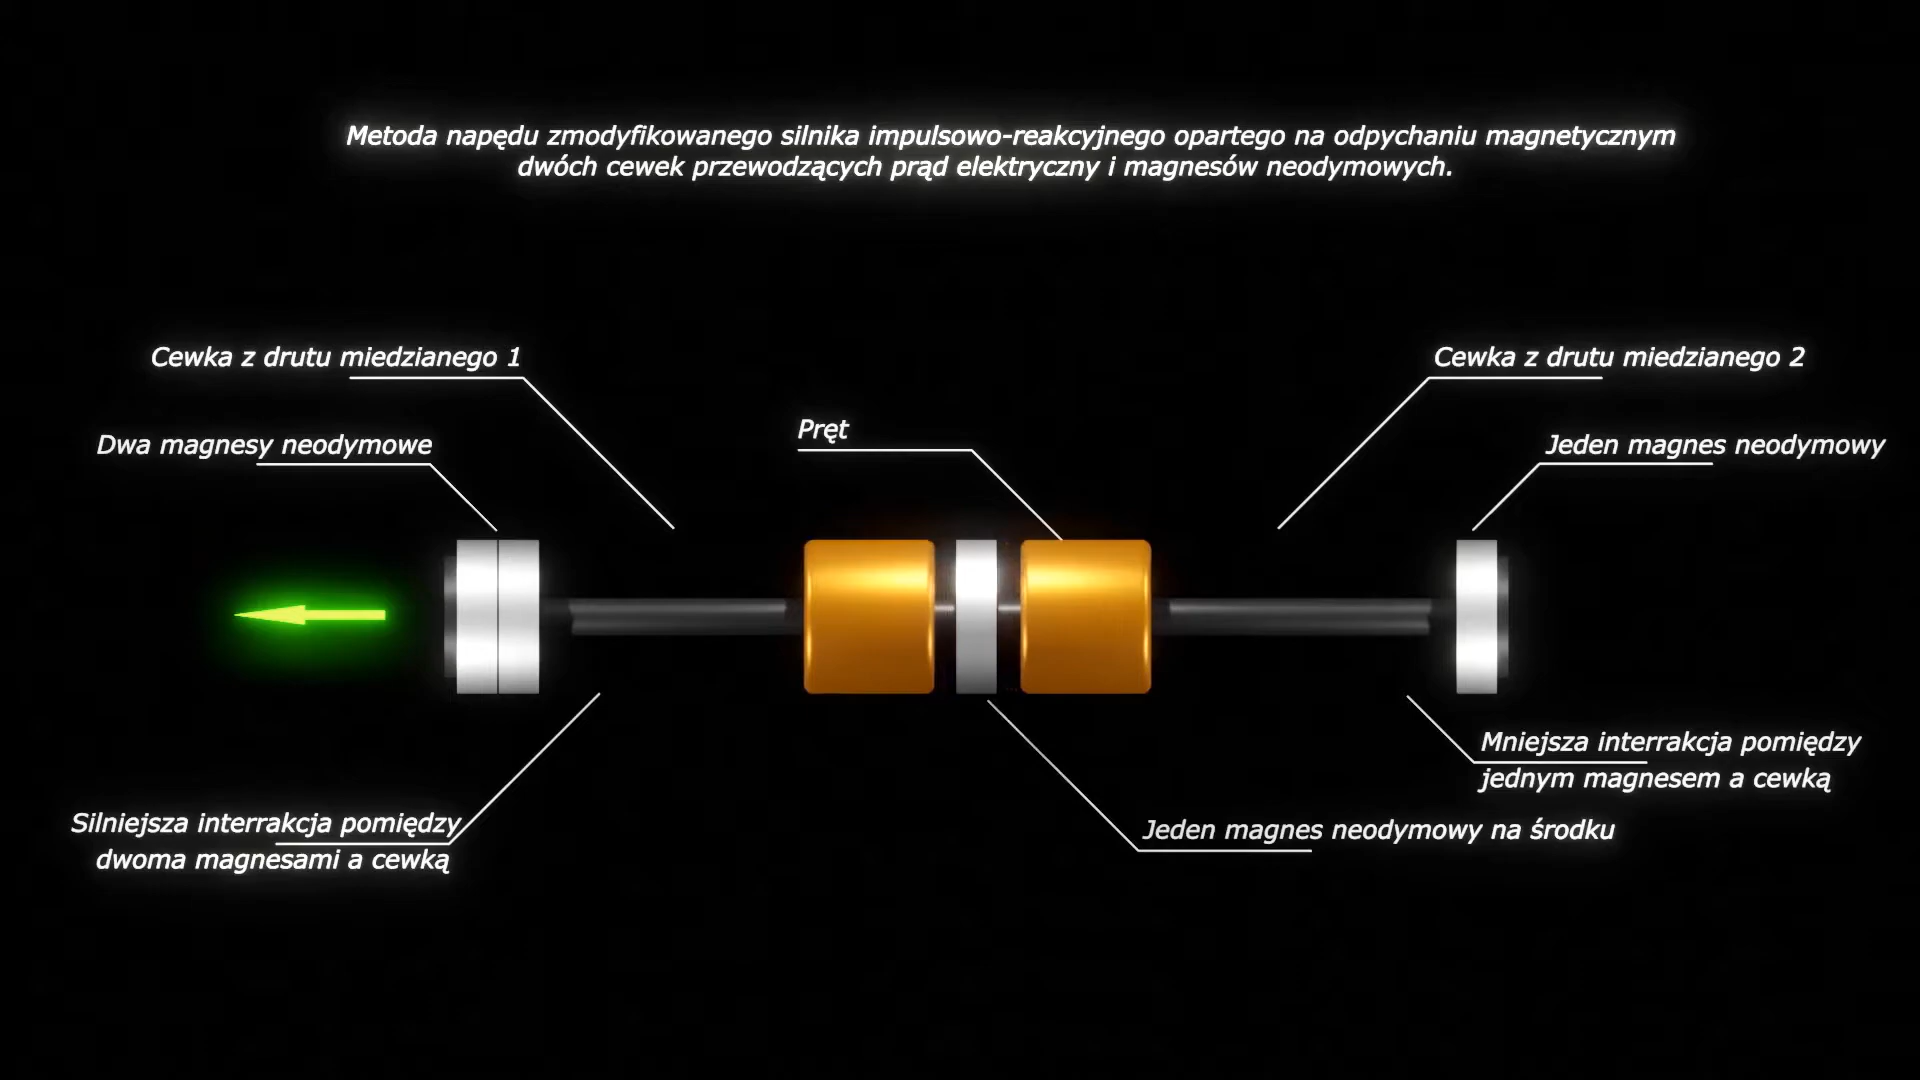 Metoda napędu zmodyfikowanego silnika impulsowo-reakcyjnego opartego na odpychaniu magnetycznym
dwóch cewek przewodzących prąd elektryczny i magnesów neodymowych.
Cewka z drutu miedzianego 1
Cewka z drutu miedzianego 2
Dwa magnesy neodymowe
Pręt
Jeden magnes neodymowy
Mniejsza interrakcja pomiędzy
jednym magnesem a cewką
Silniejsza interrakcja pomiędzy
dwoma magnesami a cewką
Jeden magnes neodymowy na środku